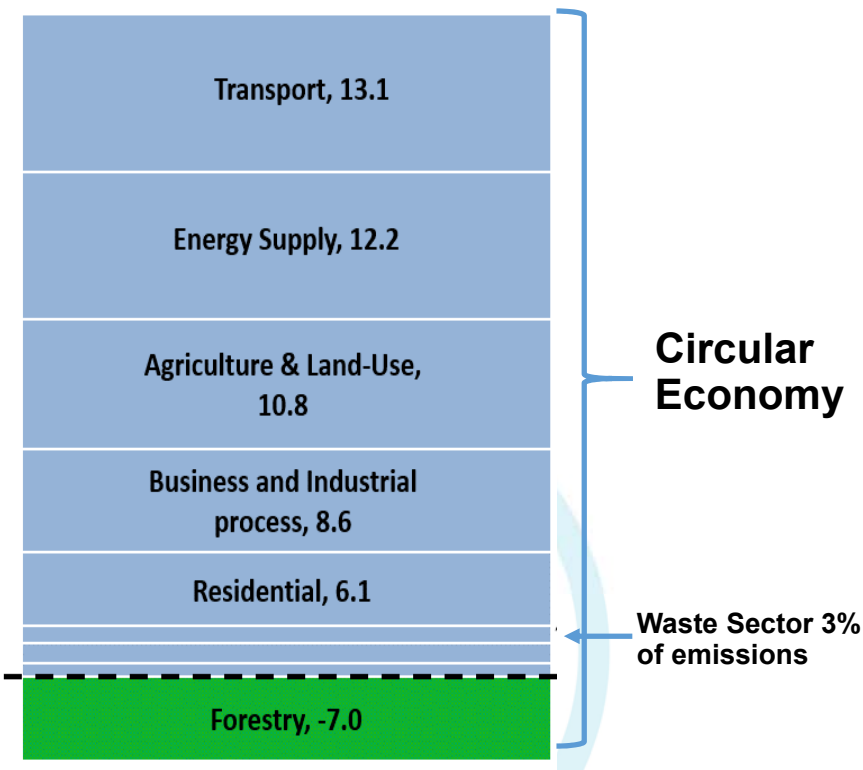 Transport, 13.1
Energy Supply, 12.2
Agriculture & Land-Use,
10.8
Business and Industrial
process, 8.6
Residential, 6.1
Forestry, -7.0
Circular
Economy
Waste Sector 3%
of emissions